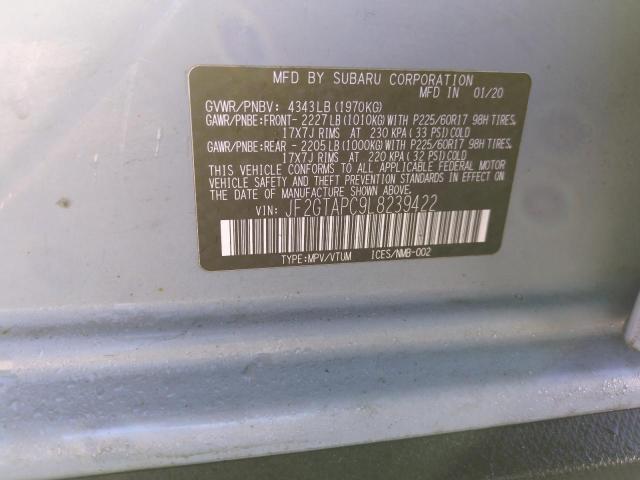 MFD BY SUBARU CORPORATION
MFD IN 01/20
GVWR/PNBV: 4343LB(1970KG)
GAWR/PNBE:FRONT- 2227LB(1010KG)WITH P225/60R17 98H TIRES.
17X7J RIMS AT 230 KPA(33 PSI)COLD
GAWR/PNBE:REAR - 2205LB(1000KG)WITH P225/60R17 98H TIRES.
17X7J RIMS AT 220 KPA(32 PSI)COLD
THIS VEHICLE CONFORMS TO ALL APPLICABLE FEDERAL MOTOR
VEHICLE SAFETY AND THEFT PREVENTION STANDARDS IN EFFECT ON
THE DATE OF MANUFACTURE SHOWN ABOVE.
VIN: JF2GTAPC9L8239422
TYPE:MPV/VTUM ICES/NMB-002